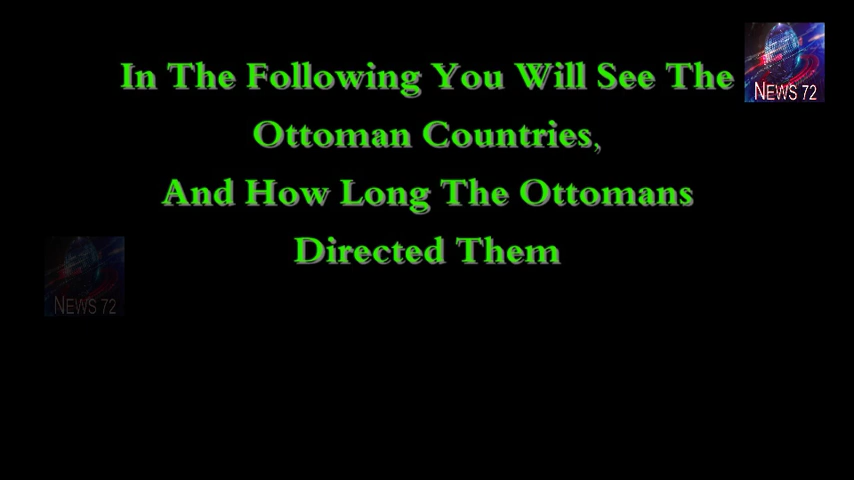 In The Following You Will See The
Ottoman Countries,
And How Long The Ottomans
Directed Them
NEWS 72
NEWS 72